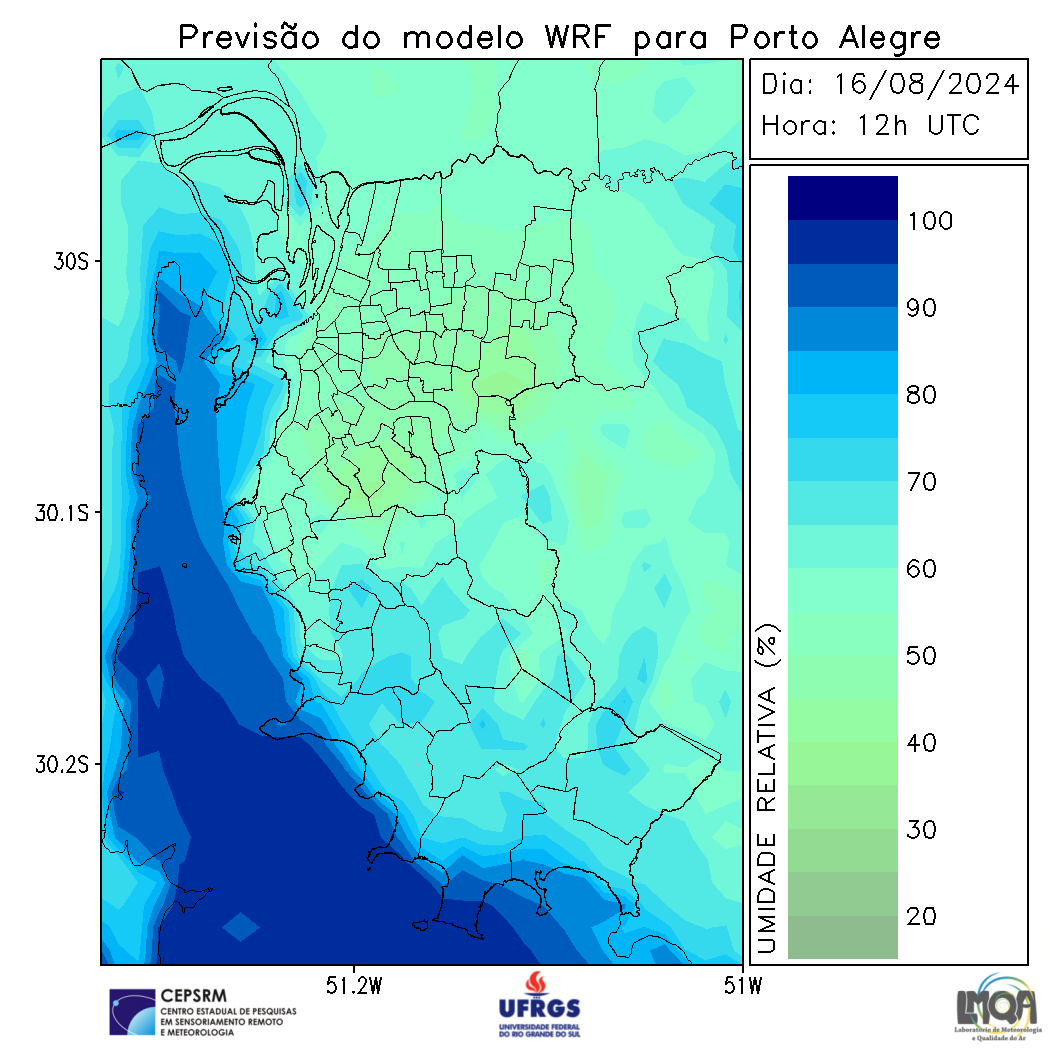 Previsão do modelo WRF para Porto Alegre
Dia: 16/08/2024
Hora: 12h UTC
30S
30.1S
30.2S
51.2W
51W
100
90
80
70
60
50
40
30
20
UMIDADE RELATIVA (%)
CEPSRM
CENTRO ESTADUAL DE PESQUISAS
EM SENSORIAMENTO REMOTO
E METEOROLOGIA
UFRGS
UNIVERSIDADE FEDERAL
DO RIO GRANDE DO SUL
LMQA
Laboratório de Meteorologia
e Qualidade do Ar